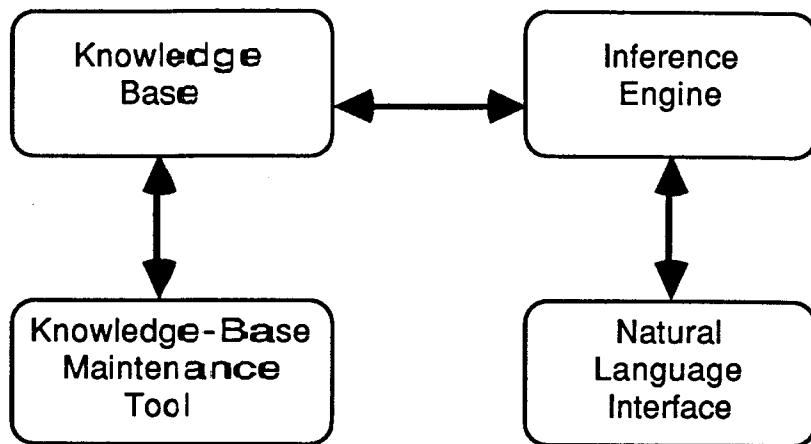 Knowledge
Base
Inference
Engine
Knowledge-Base
Maintenance
Tool
Natural
Language
Interface